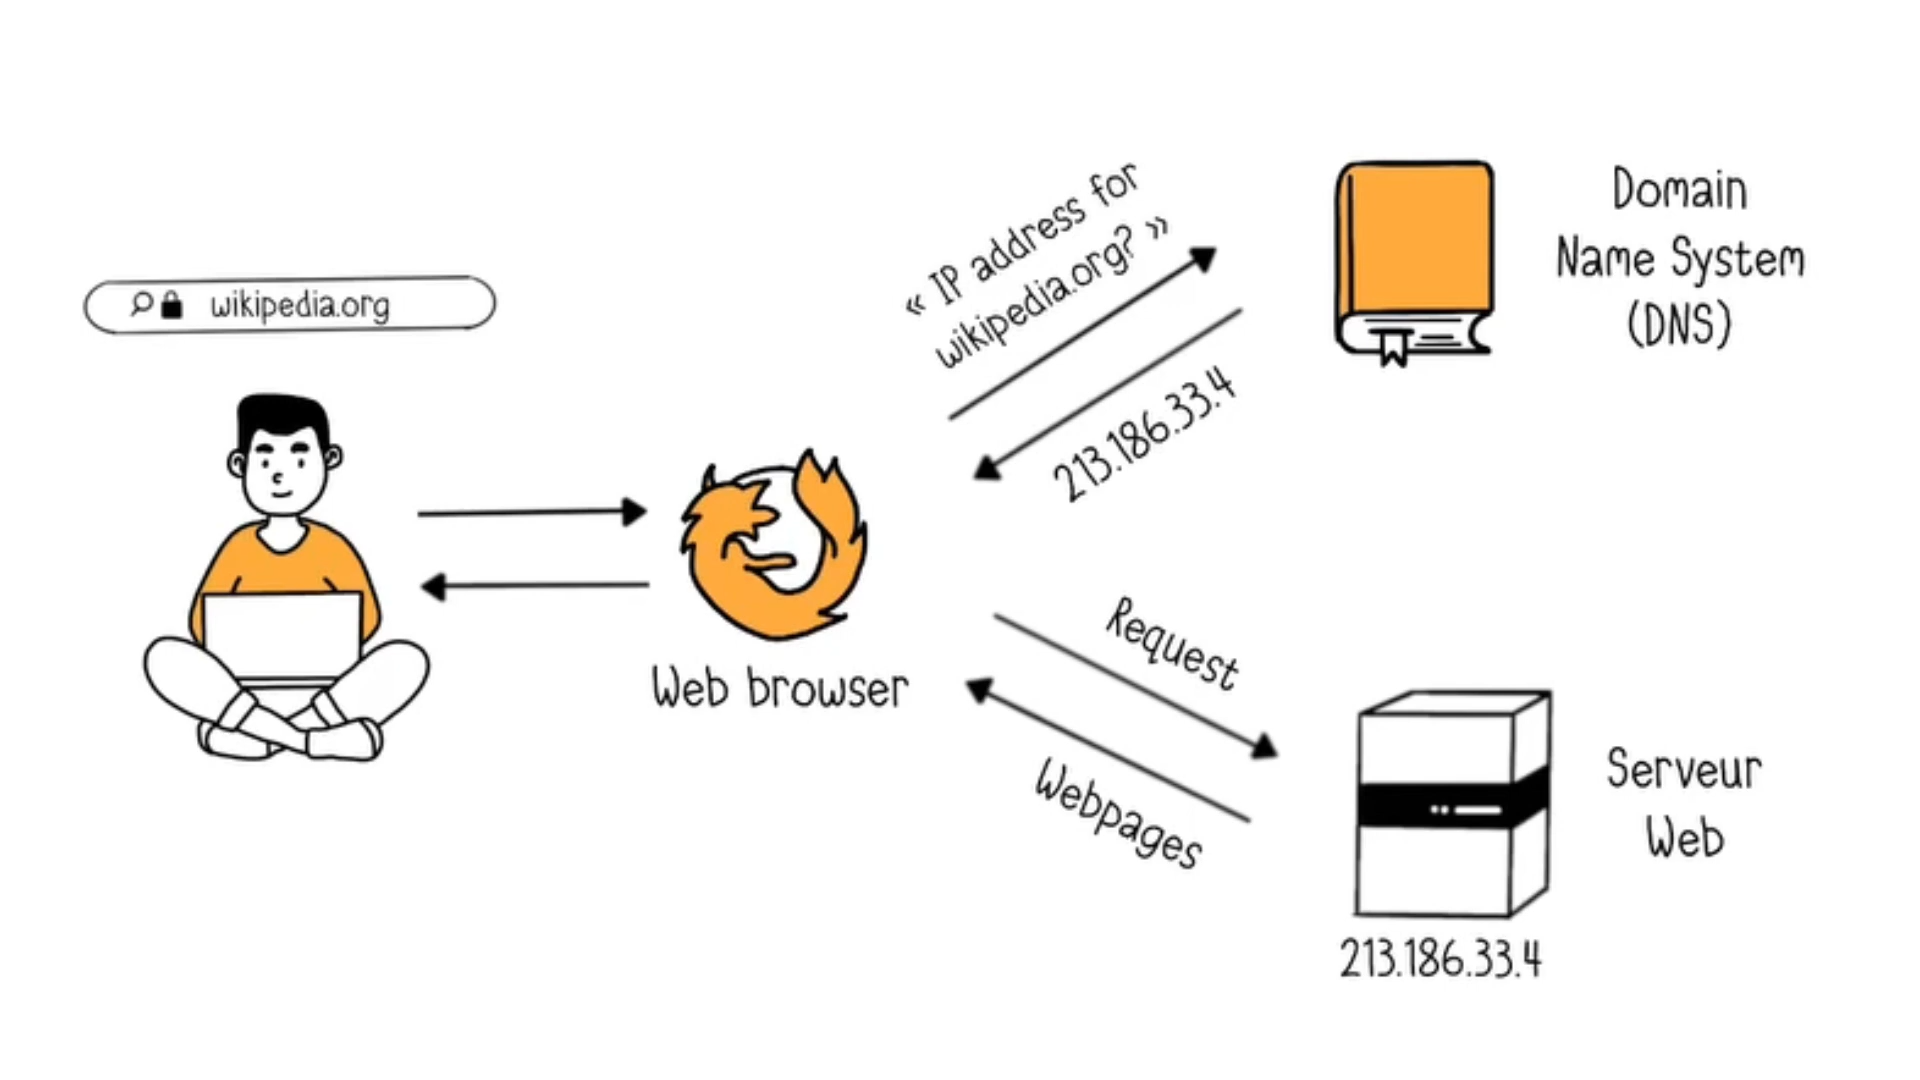 wikipedia.org
Web browser
« IP address for
wikipedia.org? »
213.186.33.4
Domain
Name System
(DNS)
Request
Webpages
Serveur
Web
213.186.33.4